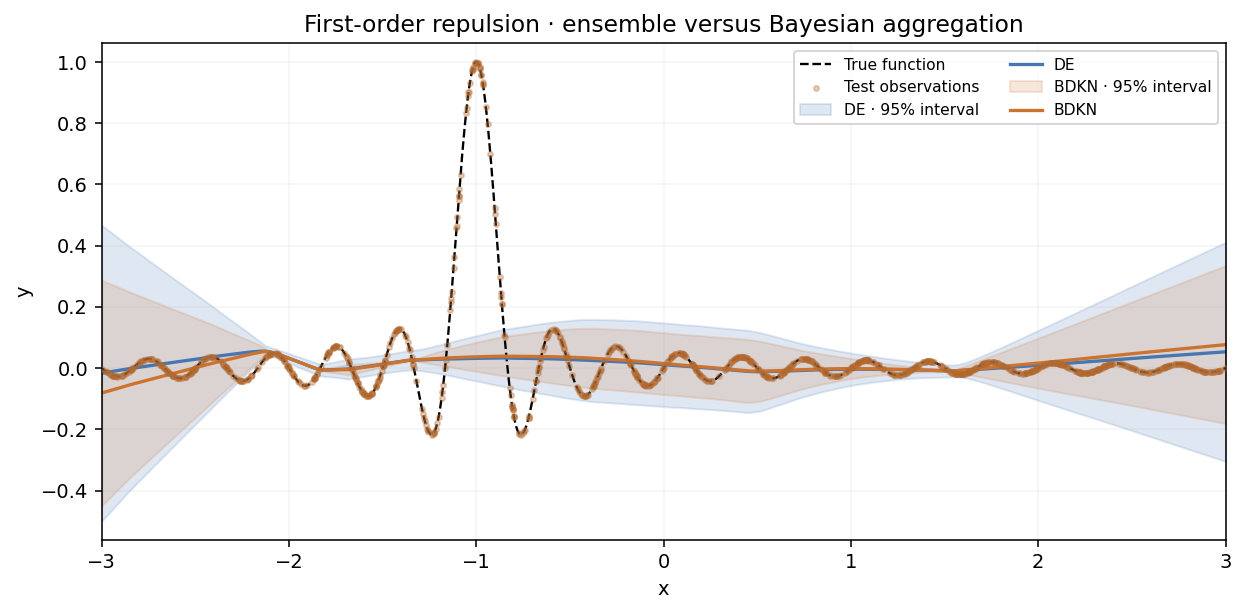 First-order repulsion · ensemble versus Bayesian aggregation
True function
Test observations
DE · 95% interval
DE
BDKN · 95% interval
BDKN
y
1.0
0.8
0.6
0.4
0.2
0.0
−0.2
−0.4
−3
−2
−1
0
1
2
3
x